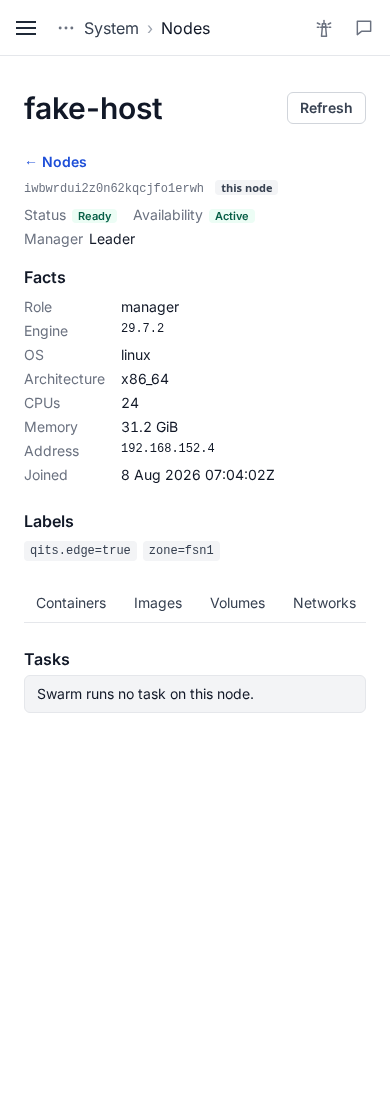 ··· System › Nodes
fake-host
Refresh
← Nodes
iwbwrdui2z0n62kqcjfo1erwh this node
Status Ready Availability Active
Manager Leader
Facts
Role manager
Engine 29.7.2
OS linux
Architecture x86_64
CPUs 24
Memory 31.2 GiB
Address 192.168.152.4
Joined 8 Aug 2026 07:04:02Z
Labels
qits.edge=true zone=fsn1
Containers Images Volumes Networks
Tasks
Swarm runs no task on this node.